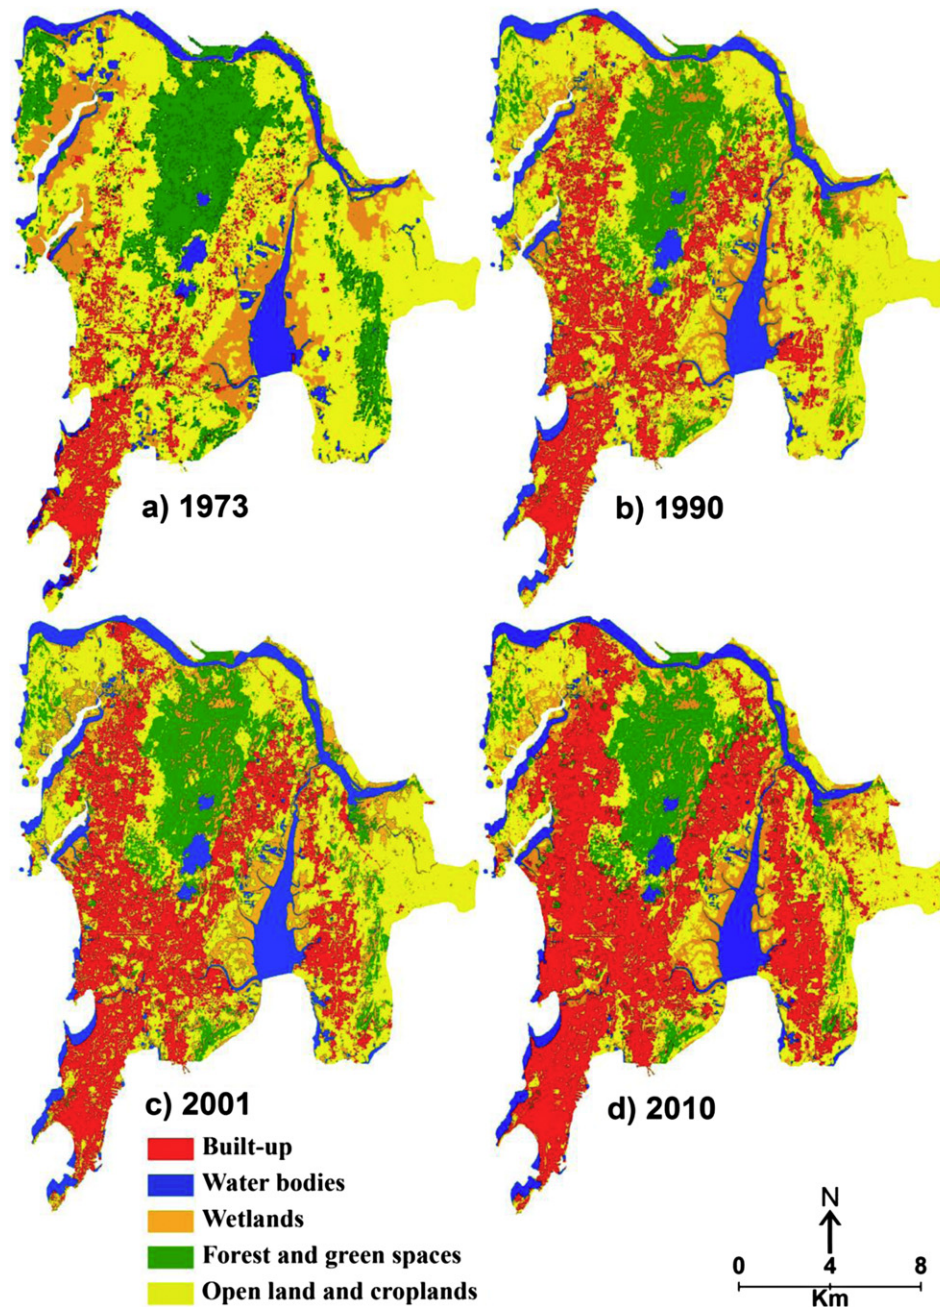 a) 1973
b) 1990
c) 2001
d) 2010
Built-up
Water bodies
Wetlands
Forest and green spaces
Open land and croplands
N
0 4 8
Km